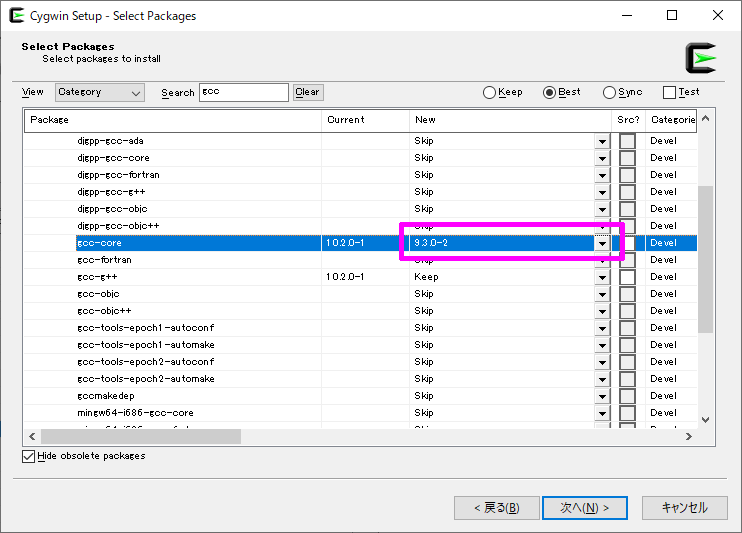 Cygwin Setup - Select Packages
Select Packages
Select packages to install
View Category Search gcc Clear Keep Best Sync Test
Package Current New Src? Categorie
djgpp-gcc-ada Skip Devel
djgpp-gcc-core Skip Devel
djgpp-gcc-fortran Skip Devel
djgpp-gcc-g++ Skip Devel
djgpp-gcc-objc Skip Devel
djgpp-gcc-objc++ Skip Devel
gcc-core 10.2.0-1 9.3.0-2 Devel
gcc-fortran Skip Devel
gcc-g++ 10.2.0-1 Keep Devel
gcc-objc Skip Devel
gcc-objc++ Skip Devel
gcc-tools-epoch1-autoconf Skip Devel
gcc-tools-epoch1-automake Skip Devel
gcc-tools-epoch2-autoconf Skip Devel
gcc-tools-epoch2-automake Skip Devel
gccmakedep Skip Devel
mingw64-i686-gcc-core Skip Devel
Hide obsolete packages
< 戻る(B) 次へ(N) > キャンセル